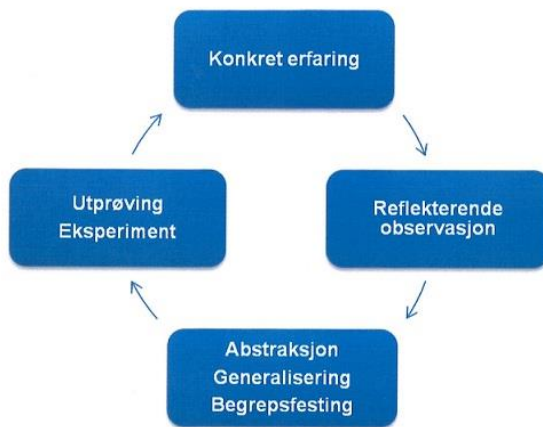 Konkret erfaring
Reflekterende
observasjon
Abstraksjon
Generalisering
Begrepsfesting
Utprøving
Eksperiment